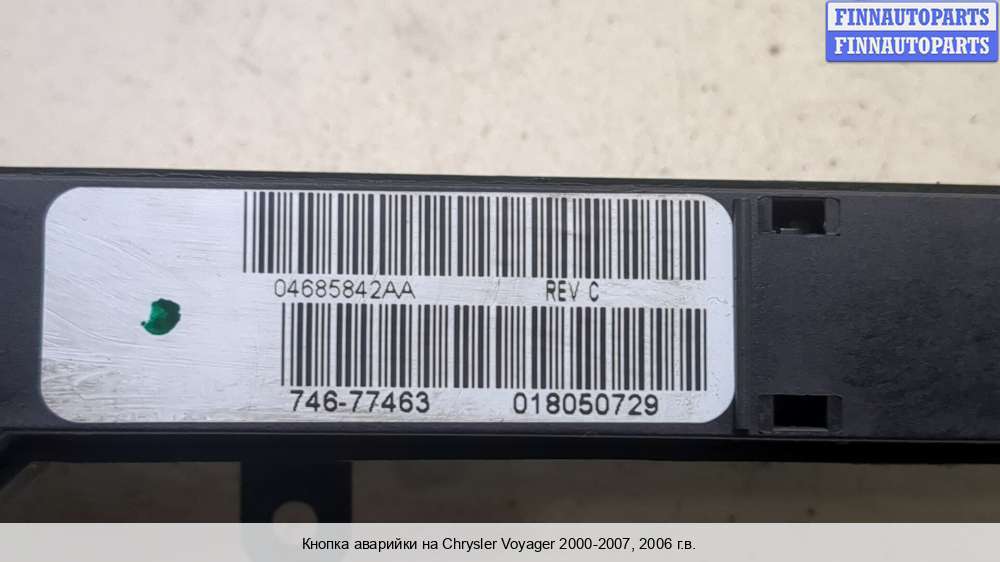 FINNAUTOPARTS
FINNAUTOPARTS
04685842AA REV C
746-77463 018050729
Кнопка аварийки на Chrysler Voyager 2000-2007, 2006 г.в.